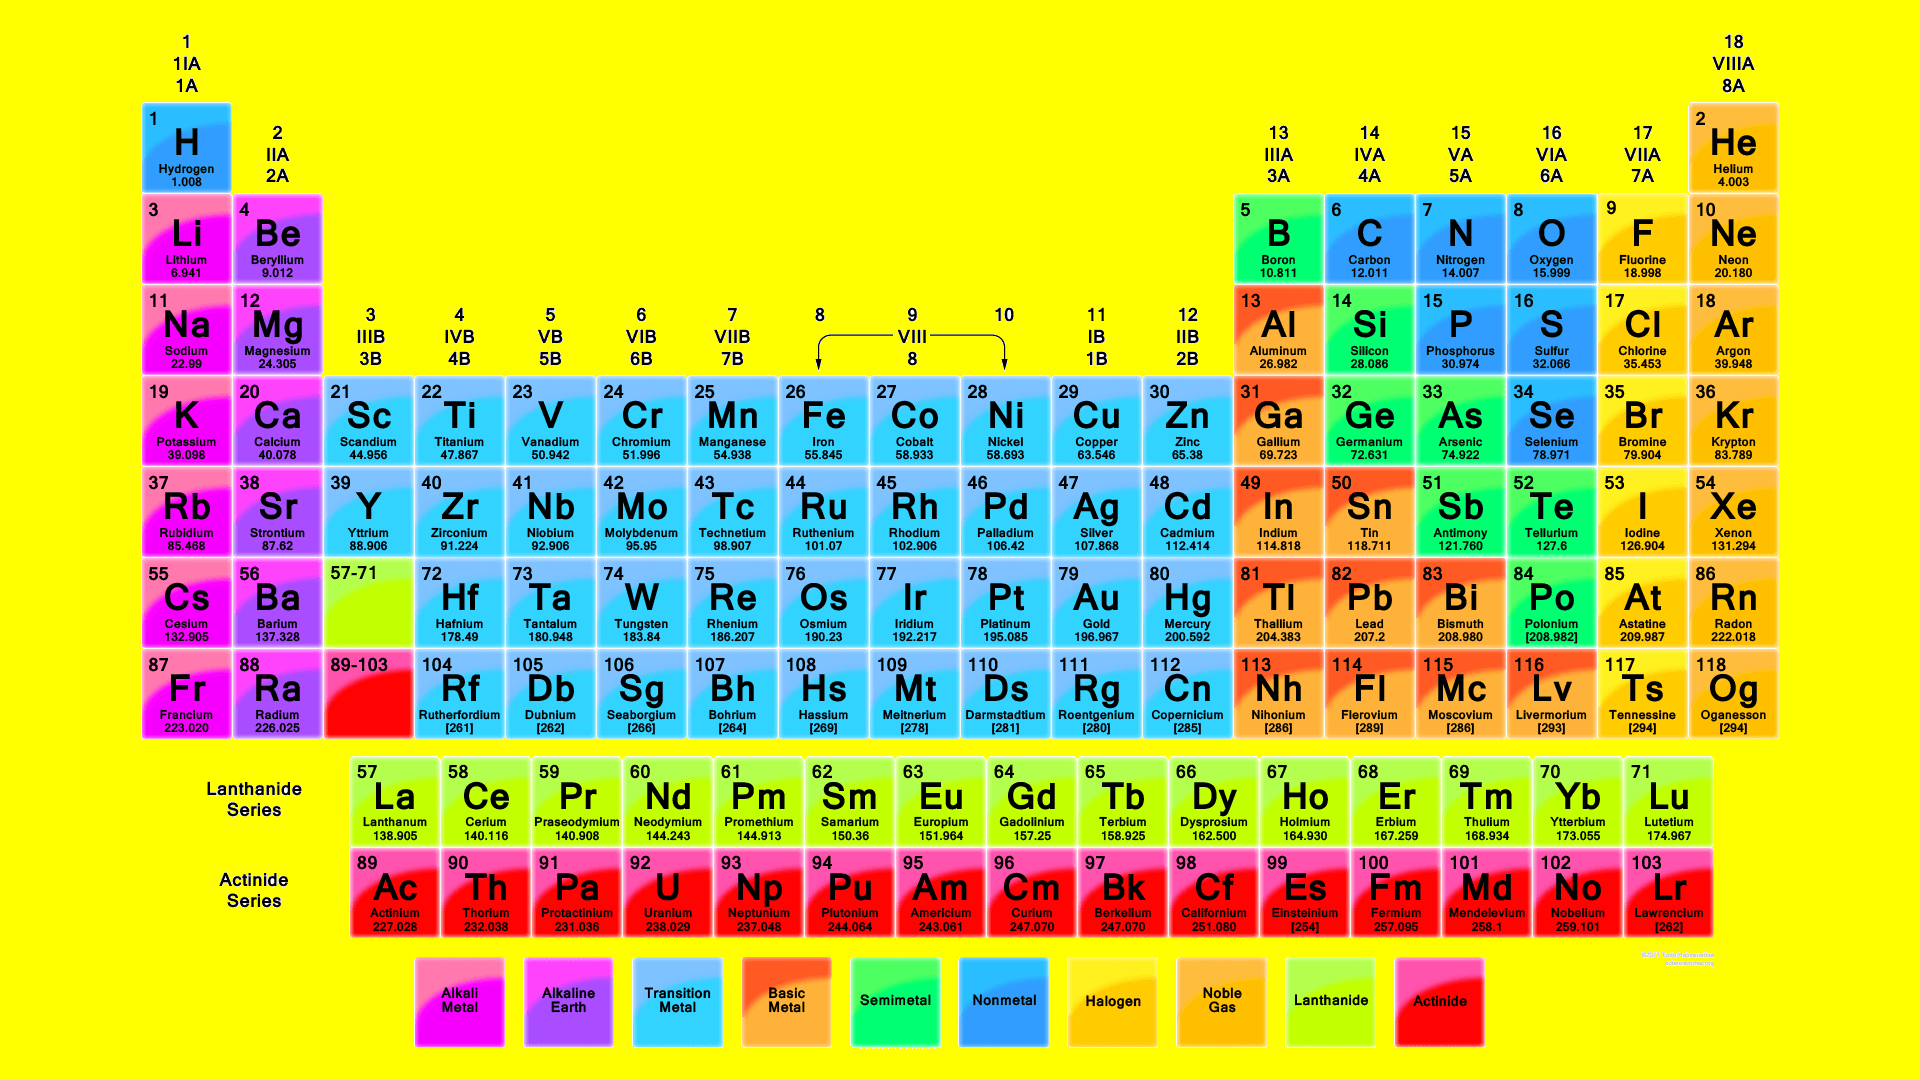 1 18
1IA VIIIA
1A 8A
1 2
H He
Hydrogen Helium
1.008 4.003
2 13 14 15 16 17
IIA IIIA IVA VA VIA VIIA
2A 3A 4A 5A 6A 7A
3 4 5 6 7 8 9 10
Li Be B C N O F Ne
Lithium Beryllium Boron Carbon Nitrogen Oxygen Fluorine Neon
6.941 9.012 10.811 12.011 14.007 15.999 18.998 20.180
11 12 13 14 15 16 17 18
Na Mg Al Si P S Cl Ar
Sodium Magnesium Aluminum Silicon Phosphorus Sulfur Chlorine Argon
22.99 24.305 26.982 28.086 30.974 32.066 35.453 39.948
3 4 5 6 7 8 9 10 11 12
IIIB IVB VB VIB VIIB VIII IB IIB
3B 4B 5B 6B 7B 8 1B 2B
19 20 21 22 23 24 25 26 27 28 29 30 31 32 33 34 35 36
K Ca Sc Ti V Cr Mn Fe Co Ni Cu Zn Ga Ge As Se Br Kr
Potassium Calcium Scandium Titanium Vanadium Chromium Manganese Iron Cobalt Nickel Copper Zinc Gallium Germanium Arsenic Selenium Bromine Krypton
39.098 40.078 44.956 47.867 50.942 51.996 54.938 55.845 58.933 58.693 63.546 65.38 69.723 72.631 74.922 78.971 79.904 83.789
37 38 39 40 41 42 43 44 45 46 47 48 49 50 51 52 53 54
Rb Sr Y Zr Nb Mo Tc Ru Rh Pd Ag Cd In Sn Sb Te I Xe
Rubidium Strontium Yttrium Zirconium Niobium Molybdenum Technetium Ruthenium Rhodium Palladium Silver Cadmium Indium Tin Antimony Tellurium Iodine Xenon
85.468 87.62 88.906 91.224 92.906 95.95 98.907 101.07 102.906 106.42 107.868 112.414 114.818 118.711 121.760 127.6 126.904 131.294
55 56 57-71 72 73 74 75 76 77 78 79 80 81 82 83 84 85 86
Cs Ba Hf Ta W Re Os Ir Pt Au Hg Tl Pb Bi Po At Rn
Cesium Barium Hafnium Tantalum Tungsten Rhenium Osmium Iridium Platinum Gold Mercury Thallium Lead Bismuth Polonium Astatine Radon
132.905 137.328 178.49 180.948 183.84 186.207 190.23 192.217 195.085 196.967 200.592 204.383 207.2 208.980 [208.982] 209.987 222.018
87 88 89-103 104 105 106 107 108 109 110 111 112 113 114 115 116 117 118
Fr Ra Rf Db Sg Bh Hs Mt Ds Rg Cn Nh Fl Mc Lv Ts Og
Francium Radium Rutherfordium Dubnium Seaborgium Bohrium Hassium Meitnerium Darmstadtium Roentgenium Copernicium Nihonium Flerovium Moscovium Livermorium Tennessine Oganesson
223.020 226.025 [261] [262] [266] [264] [269] [278] [281] [280] [285] [286] [289] [286] [293] [294] [294]
Lanthanide
Series
57 58 59 60 61 62 63 64 65 66 67 68 69 70 71
La Ce Pr Nd Pm Sm Eu Gd Tb Dy Ho Er Tm Yb Lu
Lanthanum Cerium Praseodymium Neodymium Promethium Samarium Europium Gadolinium Terbium Dysprosium Holmium Erbium Thulium Ytterbium Lutetium
138.905 140.116 140.908 144.243 144.913 150.36 151.964 157.25 158.925 162.500 164.930 167.259 168.934 173.055 174.967
Actinide
Series
89 90 91 92 93 94 95 96 97 98 99 100 101 102 103
Ac Th Pa U Np Pu Am Cm Bk Cf Es Fm Md No Lr
Actinium Thorium Protactinium Uranium Neptunium Plutonium Americium Curium Berkelium Californium Einsteinium Fermium Mendelevium Nobelium Lawrencium
227.028 232.038 231.036 238.029 237.048 244.064 243.061 247.070 247.070 251.080 [254] 257.095 258.1 259.101 [262]
Alkali Metal
Alkaline Earth
Transition Metal
Basic Metal
Semimetal
Nonmetal
Halogen
Noble Gas
Lanthanide
Actinide